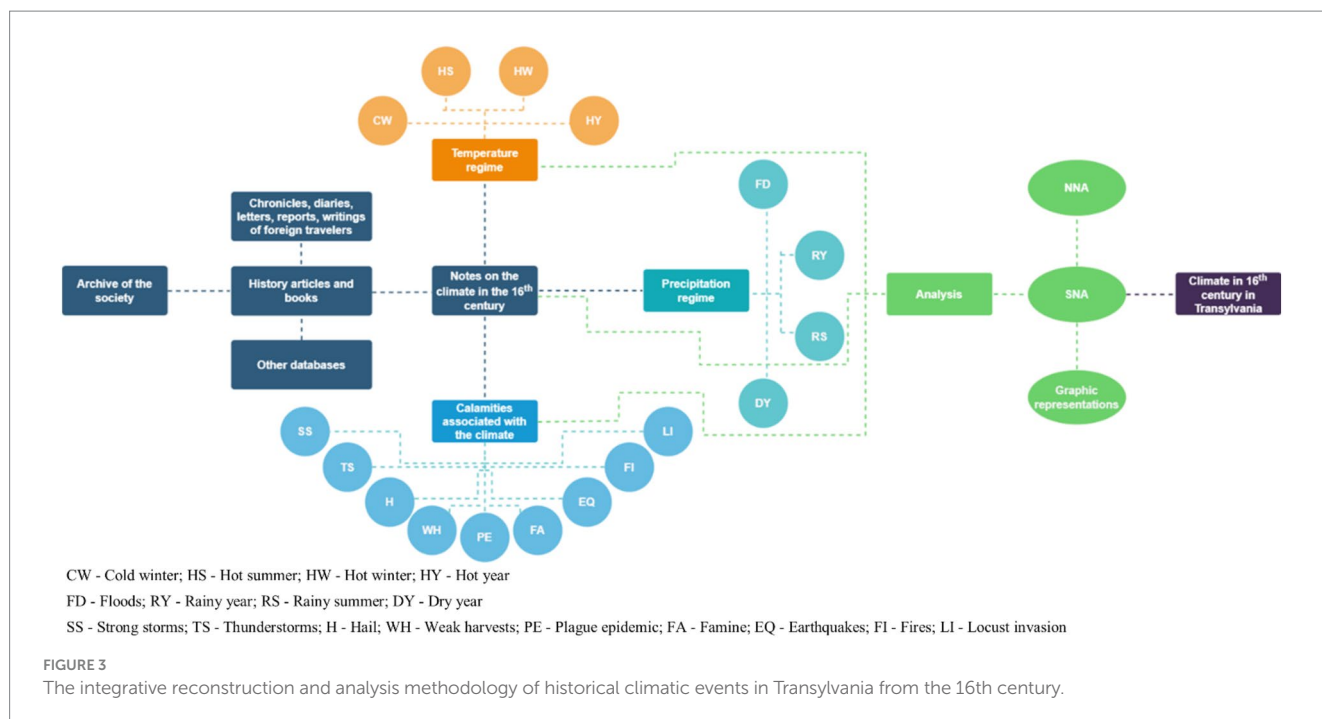 HS
HW
CW
HY
Temperature regime
Chronicles, diaries,
letters, reports, writings
of foreign travelers
Archive of the
society
History articles and
books
Other databases
Notes on the
climate in the 16th
century
Precipitation
regime
FD
RY
RS
DY
Calamities
associated with
the climate
SS
TS
H
WH
PE
FA
EQ
FI
LI
Analysis
NNA
SNA
Graphic
representations
Climate in 16th
century in
Transylvania
CW - Cold winter; HS - Hot summer; HW - Hot winter; HY - Hot year
FD - Floods; RY - Rainy year; RS - Rainy summer; DY - Dry year
SS - Strong storms; TS - Thunderstorms; H - Hail; WH - Weak harvests; PE - Plague epidemic; FA - Famine; EQ - Earthquakes; FI - Fires; LI - Locust invasion
FIGURE 3
The integrative reconstruction and analysis methodology of historical climatic events in Transylvania from the 16th century.